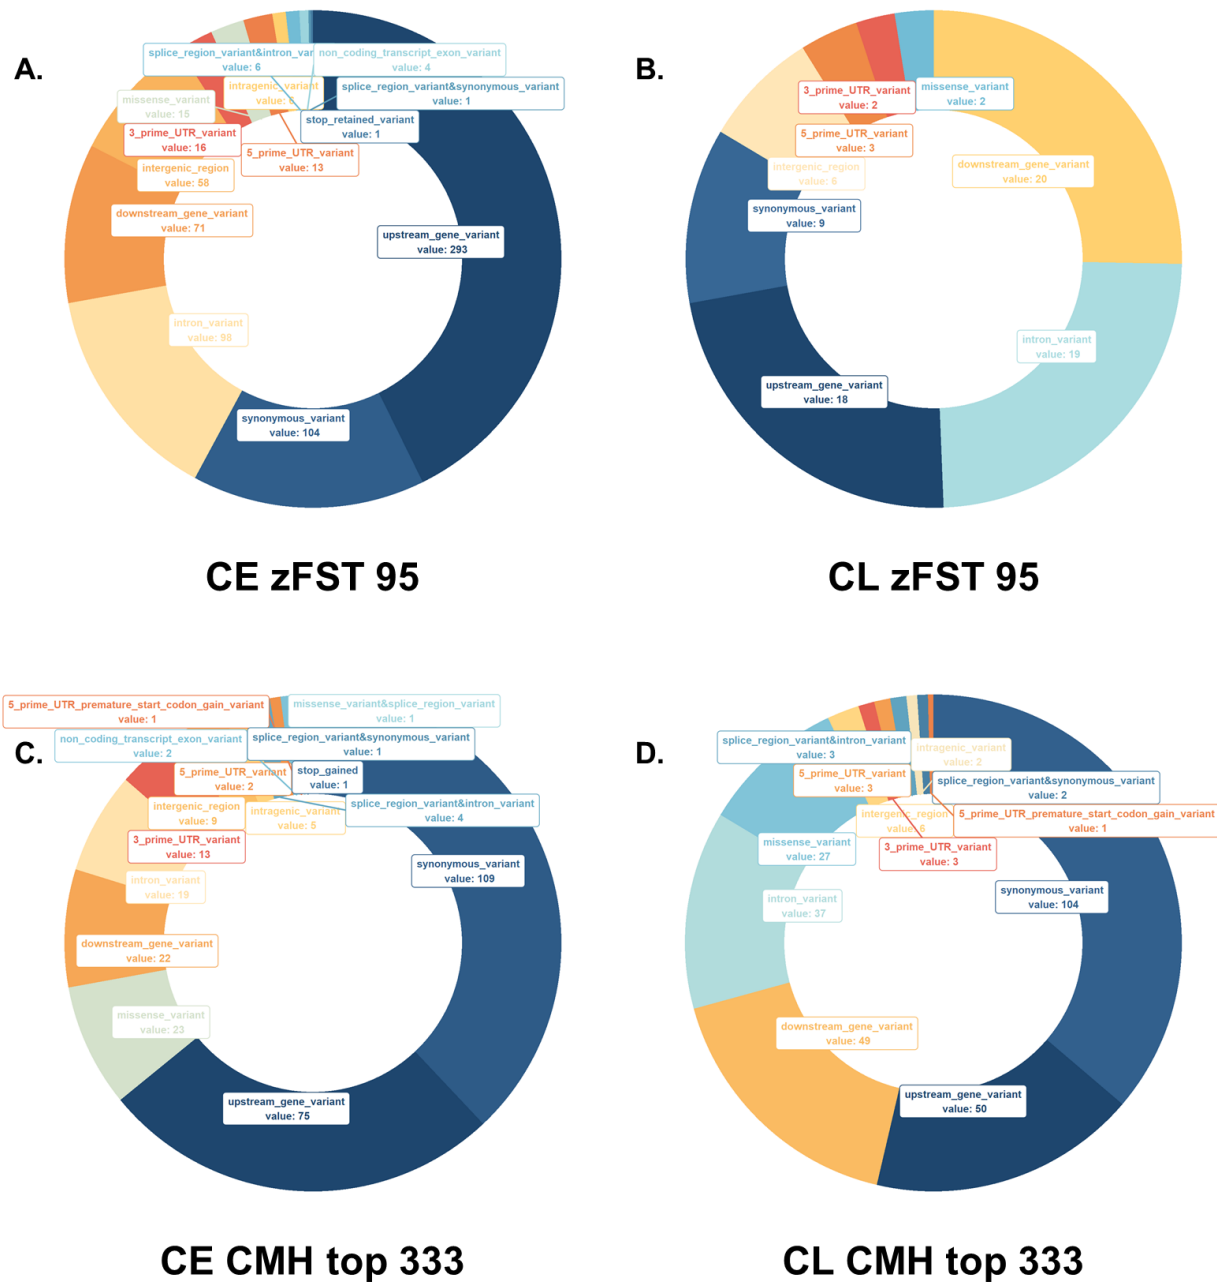 A.
splice_region_variant&intron_var
value: 6
non_coding_transcript_exon_variant
value: 4
intragenic_variant
value: 6
splice_region_variant&synonymous_variant
value: 1
missense_variant
value: 15
stop_retained_variant
value: 1
3_prime_UTR_variant
value: 16
5_prime_UTR_variant
value: 13
intergenic_region
value: 58
downstream_gene_variant
value: 71
upstream_gene_variant
value: 293
intron_variant
value: 98
synonymous_variant
value: 104
CE zFST 95
B.
3_prime_UTR_variant
value: 2
missense_variant
value: 2
5_prime_UTR_variant
value: 3
intergenic_region
value: 6
downstream_gene_variant
value: 20
synonymous_variant
value: 9
intron_variant
value: 19
upstream_gene_variant
value: 18
CL zFST 95
C.
5_prime_UTR_premature_start_codon_gain_variant
value: 1
missense_variant&splice_region_variant
value: 1
non_coding_transcript_exon_variant
value: 2
splice_region_variant&synonymous_variant
value: 1
5_prime_UTR_variant
value: 2
stop_gained
value: 1
intergenic_region
value: 9
intragenic_variant
value: 5
splice_region_variant&intron_variant
value: 4
3_prime_UTR_variant
value: 13
intron_variant
value: 19
synonymous_variant
value: 109
downstream_gene_variant
value: 22
missense_variant
value: 23
upstream_gene_variant
value: 75
CE CMH top 333
D.
splice_region_variant&intron_variant
value: 3
intragenic_variant
value: 2
5_prime_UTR_variant
value: 3
splice_region_variant&synonymous_variant
value: 2
intergenic_region
value: 6
5_prime_UTR_premature_start_codon_gain_variant
value: 1
missense_variant
value: 27
3_prime_UTR_variant
value: 3
intron_variant
value: 37
synonymous_variant
value: 104
downstream_gene_variant
value: 49
upstream_gene_variant
value: 50
CL CMH top 333